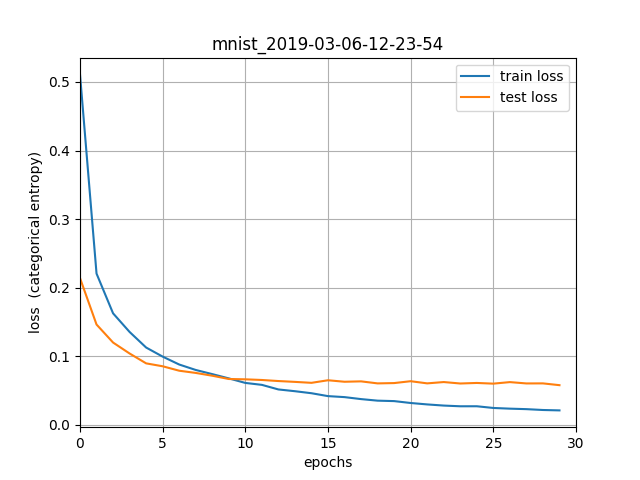 mnist_2019-03-06-12-23-54
train loss
test loss
0.5
0.4
0.3
0.2
0.1
0.0
loss  (categorical entropy)
0 5 10 15 20 25 30
epochs